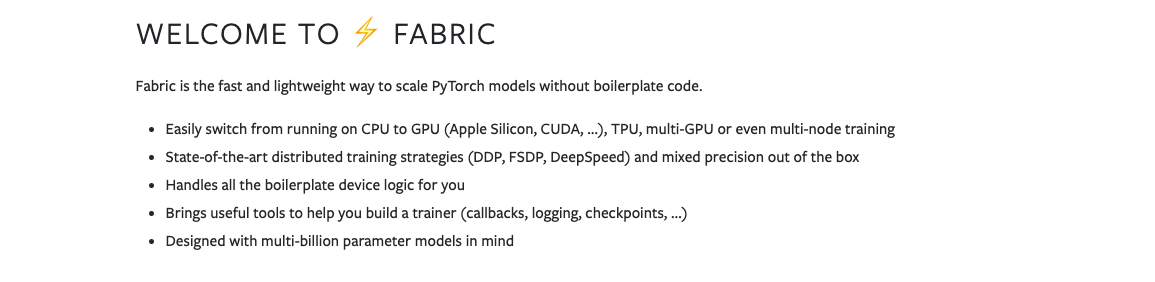 WELCOME TO ⚡ FABRIC
Fabric is the fast and lightweight way to scale PyTorch models without boilerplate code.
• Easily switch from running on CPU to GPU (Apple Silicon, CUDA, …), TPU, multi-GPU or even multi-node training
• State-of-the-art distributed training strategies (DDP, FSDP, DeepSpeed) and mixed precision out of the box
• Handles all the boilerplate device logic for you
• Brings useful tools to help you build a trainer (callbacks, logging, checkpoints, …)
• Designed with multi-billion parameter models in mind